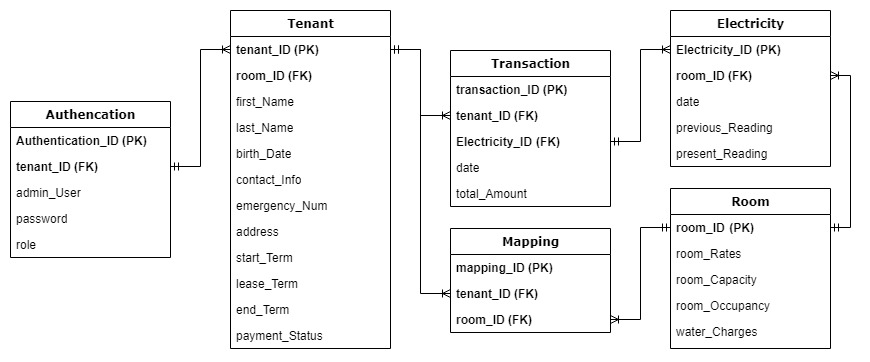 Authencation
Authentication_ID (PK)
tenant_ID (FK)
admin_User
password
role
Tenant
tenant_ID (PK)
room_ID (FK)
first_Name
last_Name
birth_Date
contact_Info
emergency_Num
address
start_Term
lease_Term
end_Term
payment_Status
Transaction
transaction_ID (PK)
tenant_ID (FK)
Electricity_ID (FK)
date
total_Amount
Mapping
mapping_ID (PK)
tenant_ID (FK)
room_ID (FK)
Electricity
Electricity_ID (PK)
room_ID (FK)
date
previous_Reading
present_Reading
Room
room_ID (PK)
room_Rates
room_Capacity
room_Occupancy
water_Charges